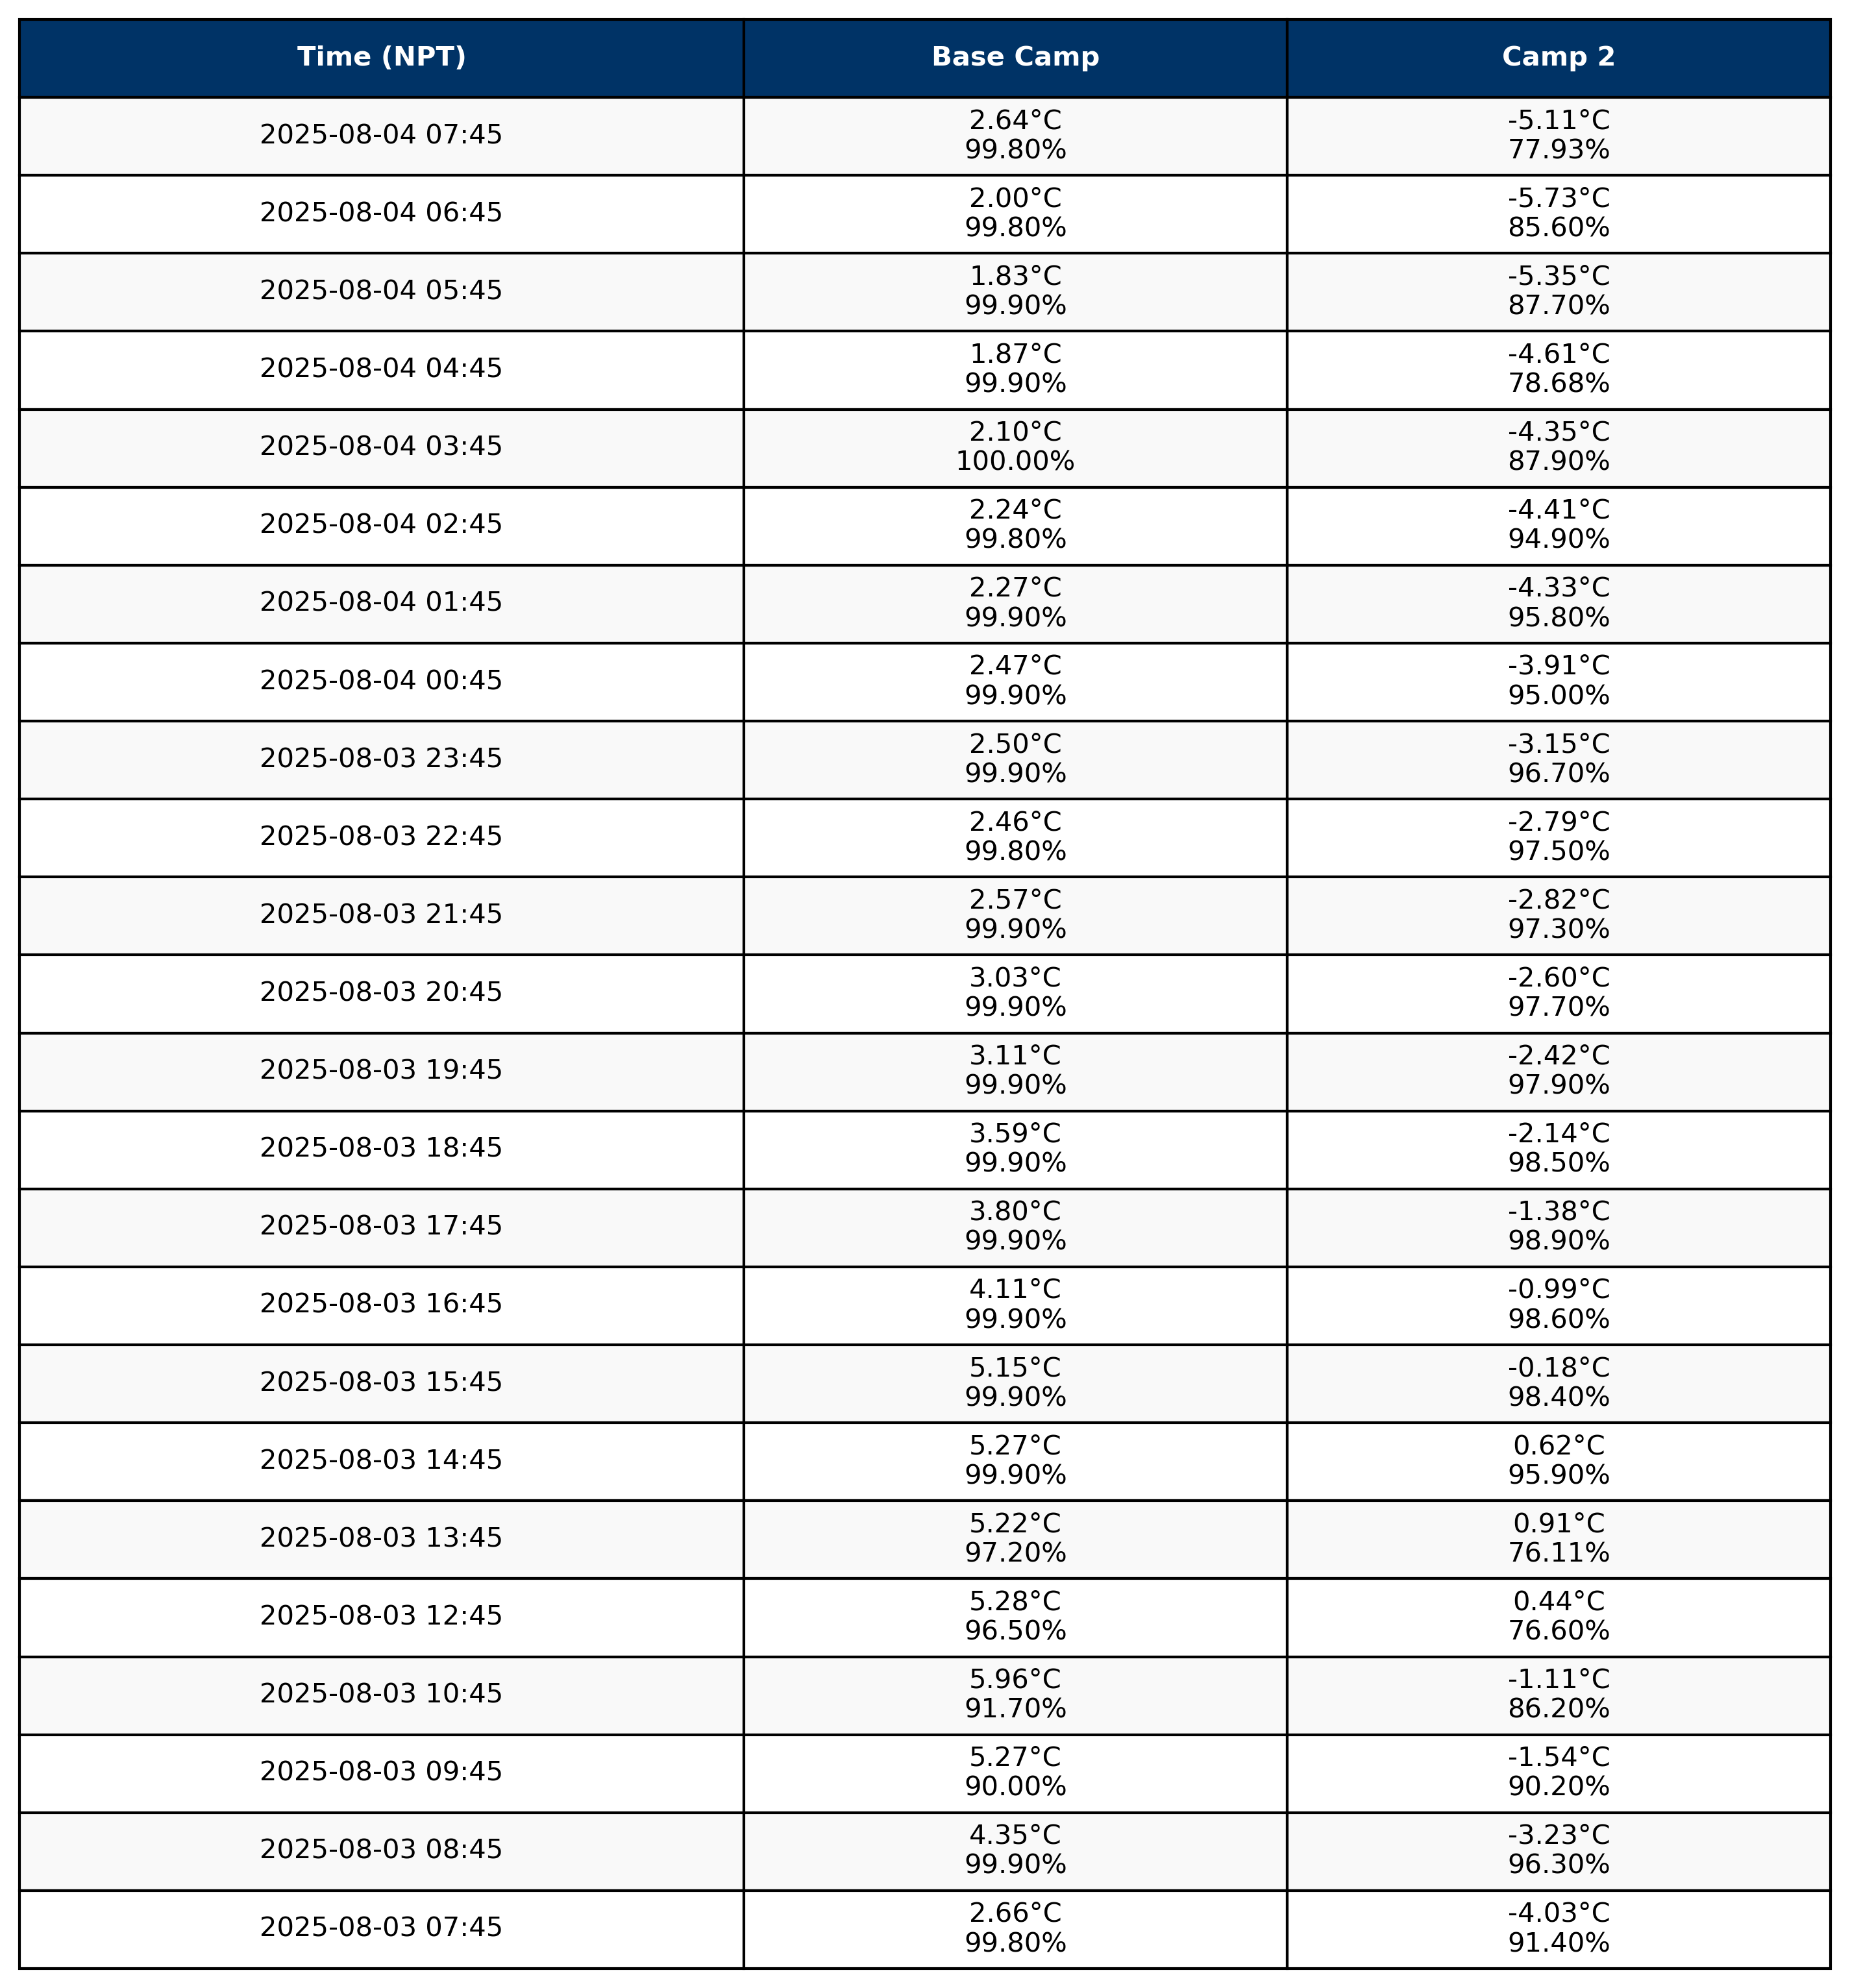 Time (NPT) Base Camp Camp 2
2025-08-04 07:45 2.64°C -5.11°C
99.80% 77.93%
2025-08-04 06:45 2.00°C -5.73°C
99.80% 85.60%
2025-08-04 05:45 1.83°C -5.35°C
99.90% 87.70%
2025-08-04 04:45 1.87°C -4.61°C
99.90% 78.68%
2025-08-04 03:45 2.10°C -4.35°C
100.00% 87.90%
2025-08-04 02:45 2.24°C -4.41°C
99.80% 94.90%
2025-08-04 01:45 2.27°C -4.33°C
99.90% 95.80%
2025-08-04 00:45 2.47°C -3.91°C
99.90% 95.00%
2025-08-03 23:45 2.50°C -3.15°C
99.90% 96.70%
2025-08-03 22:45 2.46°C -2.79°C
99.80% 97.50%
2025-08-03 21:45 2.57°C -2.82°C
99.90% 97.30%
2025-08-03 20:45 3.03°C -2.60°C
99.90% 97.70%
2025-08-03 19:45 3.11°C -2.42°C
99.90% 97.90%
2025-08-03 18:45 3.59°C -2.14°C
99.90% 98.50%
2025-08-03 17:45 3.80°C -1.38°C
99.90% 98.90%
2025-08-03 16:45 4.11°C -0.99°C
99.90% 98.60%
2025-08-03 15:45 5.15°C -0.18°C
99.90% 98.40%
2025-08-03 14:45 5.27°C 0.62°C
99.90% 95.90%
2025-08-03 13:45 5.22°C 0.91°C
97.20% 76.11%
2025-08-03 12:45 5.28°C 0.44°C
96.50% 76.60%
2025-08-03 10:45 5.96°C -1.11°C
91.70% 86.20%
2025-08-03 09:45 5.27°C -1.54°C
90.00% 90.20%
2025-08-03 08:45 4.35°C -3.23°C
99.90% 96.30%
2025-08-03 07:45 2.66°C -4.03°C
99.80% 91.40%